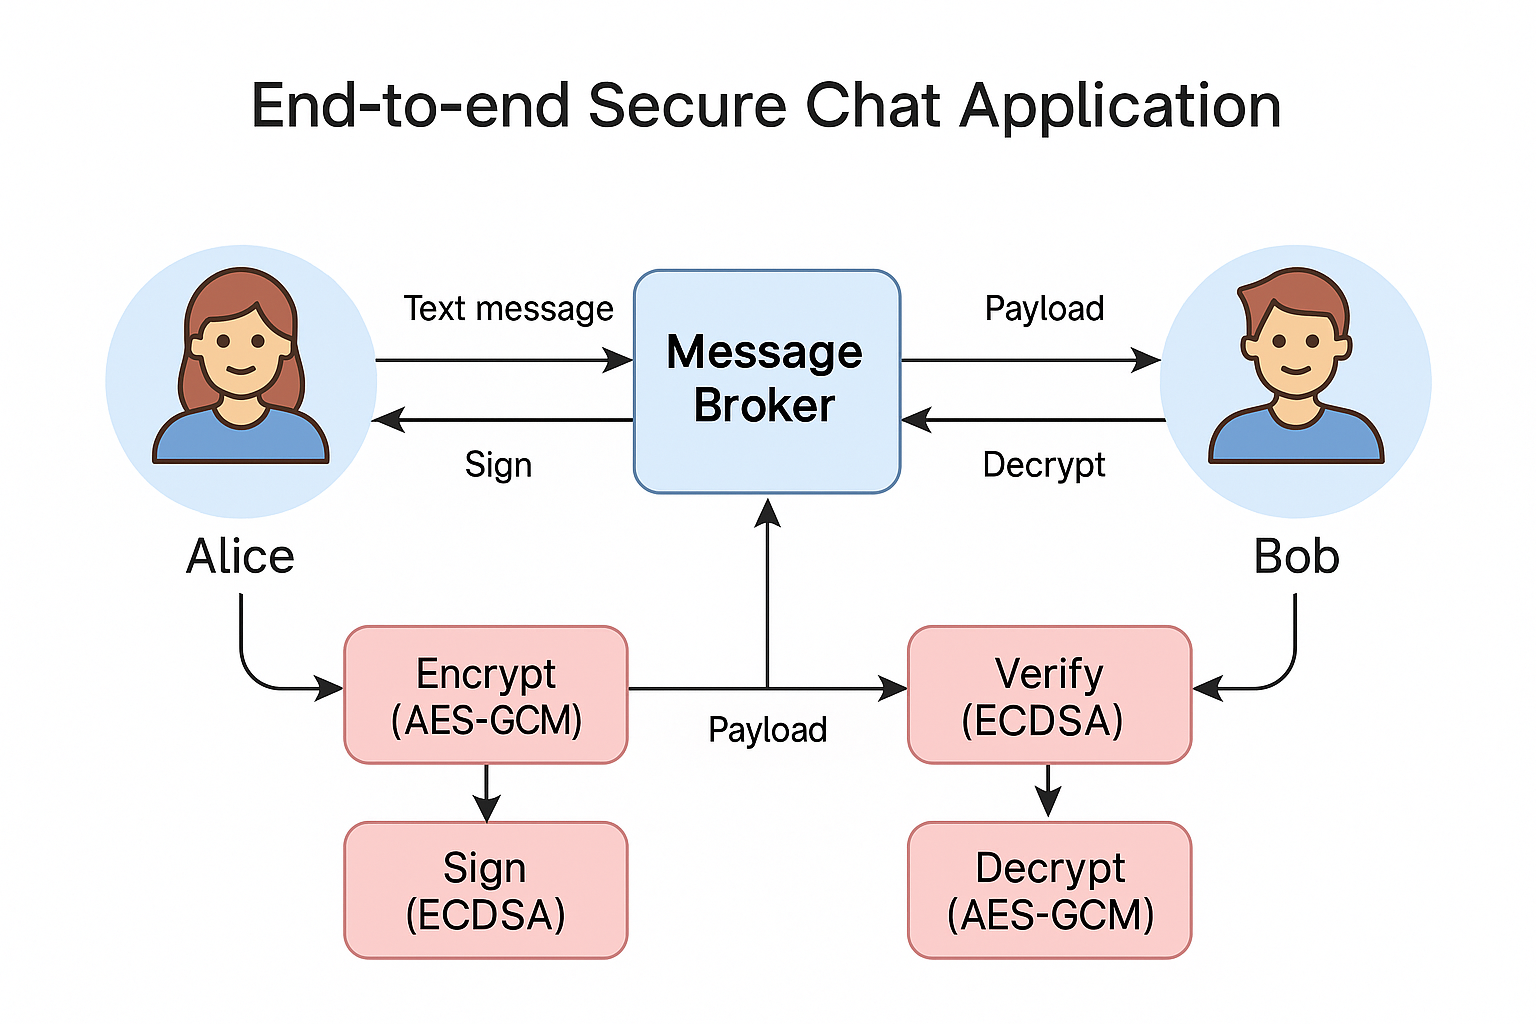 End-to-end Secure Chat Application
Text message
Message
Broker
Payload
Sign
Decrypt
Alice
Bob
Encrypt
(AES-GCM)
Payload
Verify
(ECDSA)
Sign
(ECDSA)
Decrypt
(AES-GCM)